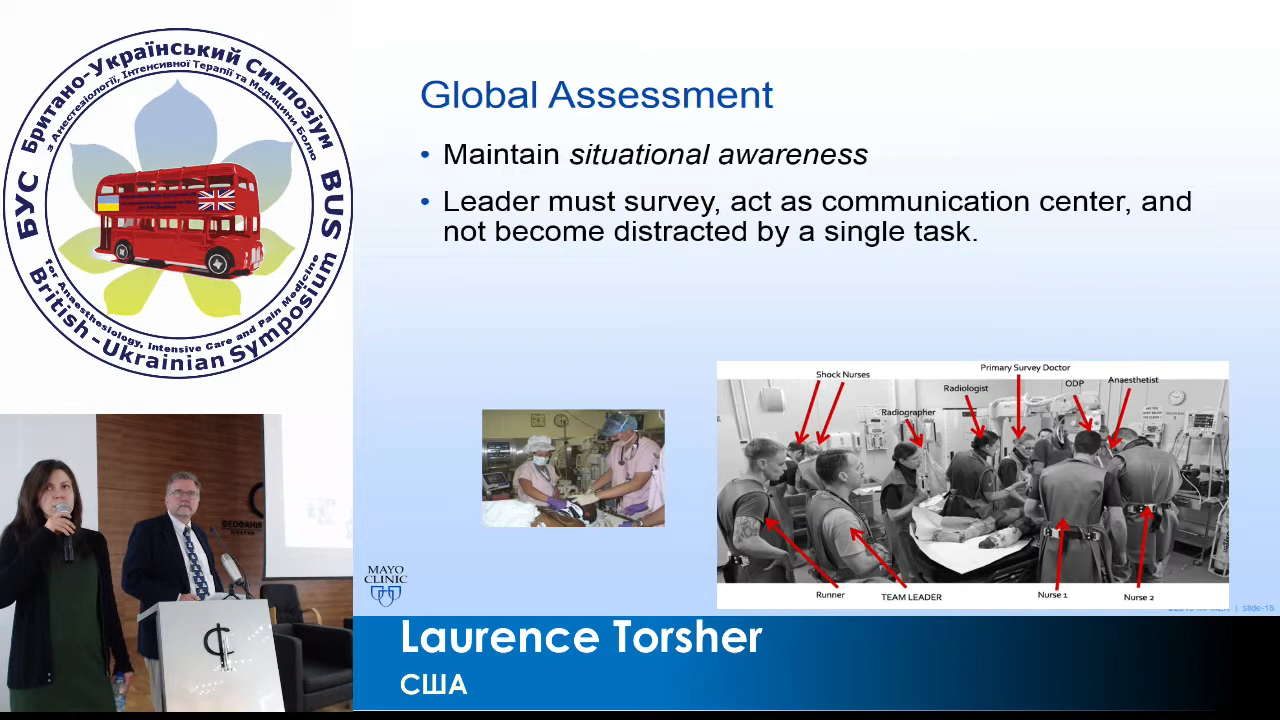 Британо-Український Симпозіум
з Анестезіології, Інтенсивної Терапії та Медицини Болю
БУС
BUS
for Anaesthesiology, Intensive Care and Pain Medicine
British-Ukrainian Symposium
Global Assessment
• Maintain situational awareness
• Leader must survey, act as communication center, and
not become distracted by a single task.
Shock Nurses
Primary Survey Doctor
Radiologist
ODP
Anaesthetist
Radiographer
Runner
TEAM LEADER
Nurse 1
Nurse 2
MAYO
CLINIC
slide-18
ФЕОФАНІЯ
Laurence Torsher
США